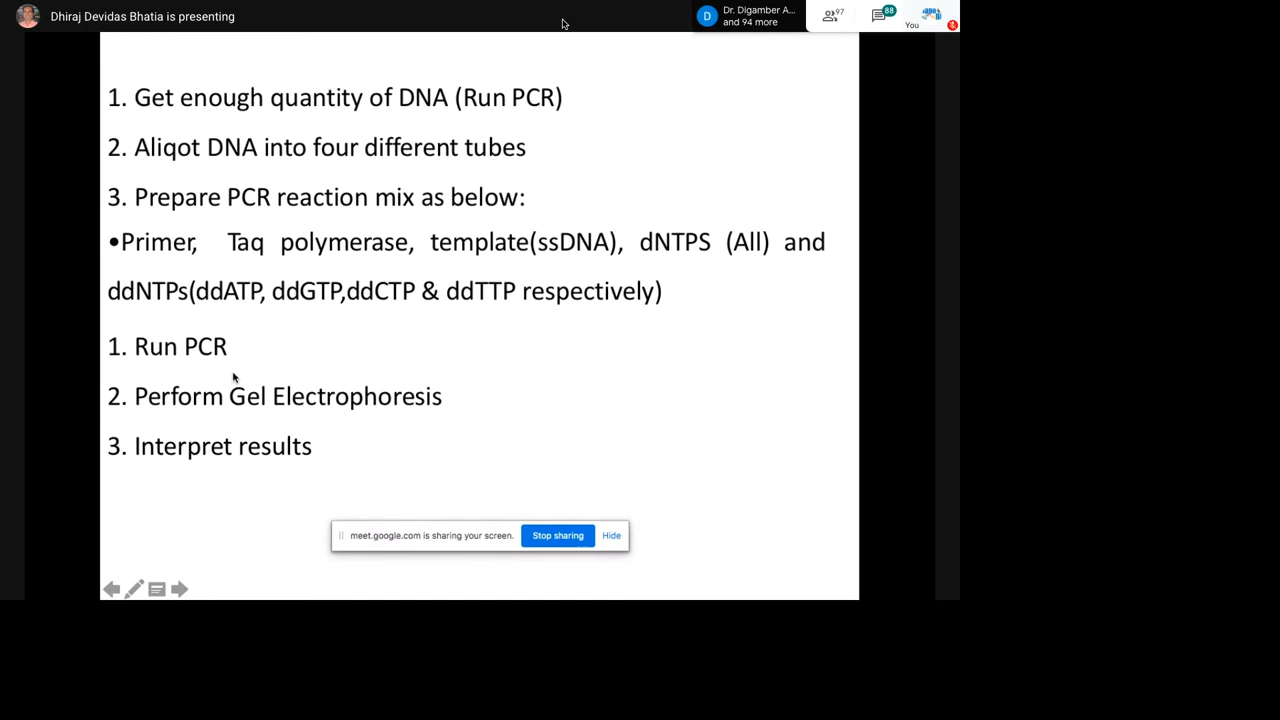 Dhiraj Devidas Bhatia is presenting
D
Dr. Digamber A...
and 94 more
97
88
You
1. Get enough quantity of DNA (Run PCR)
2. Aliqot DNA into four different tubes
3. Prepare PCR reaction mix as below:
•Primer, Taq polymerase, template(ssDNA), dNTPS (All) and
ddNTPs(ddATP, ddGTP,ddCTP & ddTTP respectively)
1. Run PCR
2. Perform Gel Electrophoresis
3. Interpret results
meet.google.com is sharing your screen.
Stop sharing
Hide